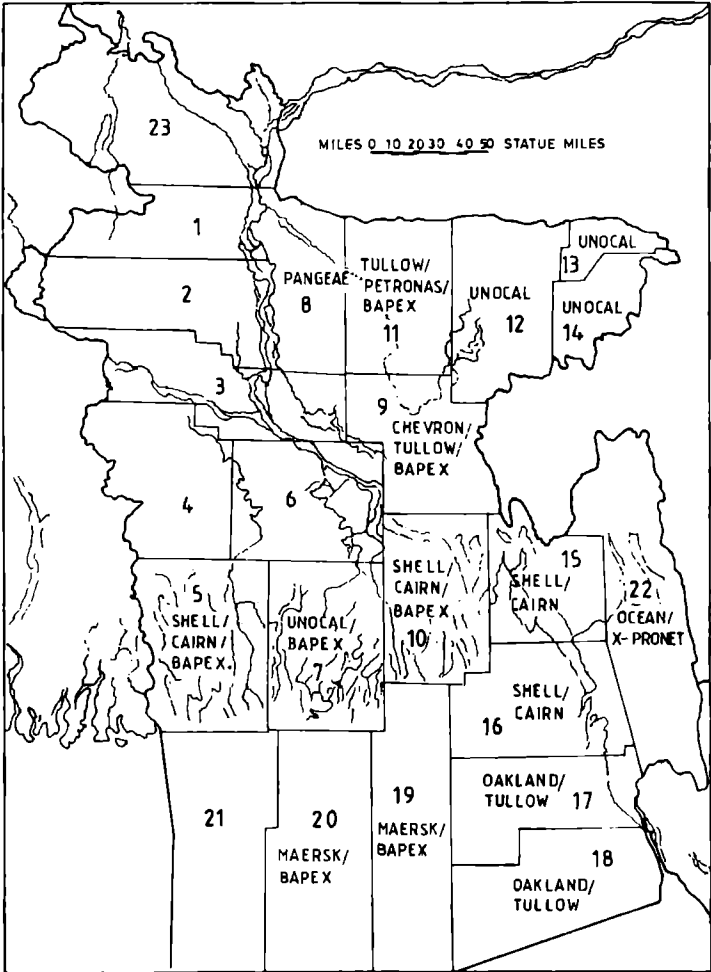 23
MILES 0 10 20 30 40 50 STATUE MILES
1
UNOCAL
13
2
PANGEAE
8
TULLOW/
PETRONAS/
BAPEX
11
UNOCAL
12
UNOCAL
14
3
9
CHEVRON/
TULLOW/
BAPEX
4
6
5
SHELL/
CAIRN/
BAPEX.
UNOCAL/
BAPEX
7
SHELL/
CAIRN/
BAPEX
10
15
SHELL/
CAIRN
22
OCEAN/
X-PRONET
SHELL/
CAIRN
16
OAKLAND/
TULLOW 17
21
20
MAERSK/
BAPEX
19
MAERSK/
BAPEX
18
OAKLAND/
TULLOW